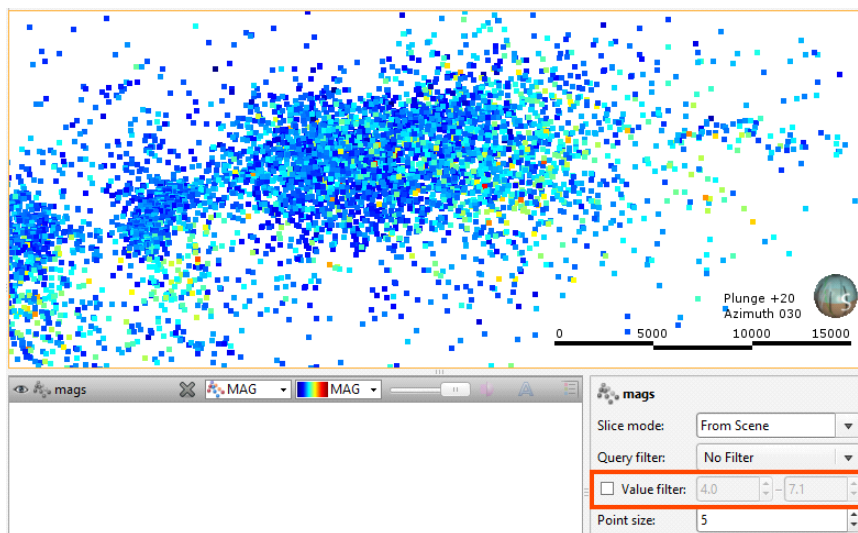 Plunge +20
Azimuth 030
S
0 5000 10000 15000
mags MAG MAG A
mags
Slice mode: From Scene
Query filter: No Filter
Value filter: 4.0 – 7.1
Point size: 5